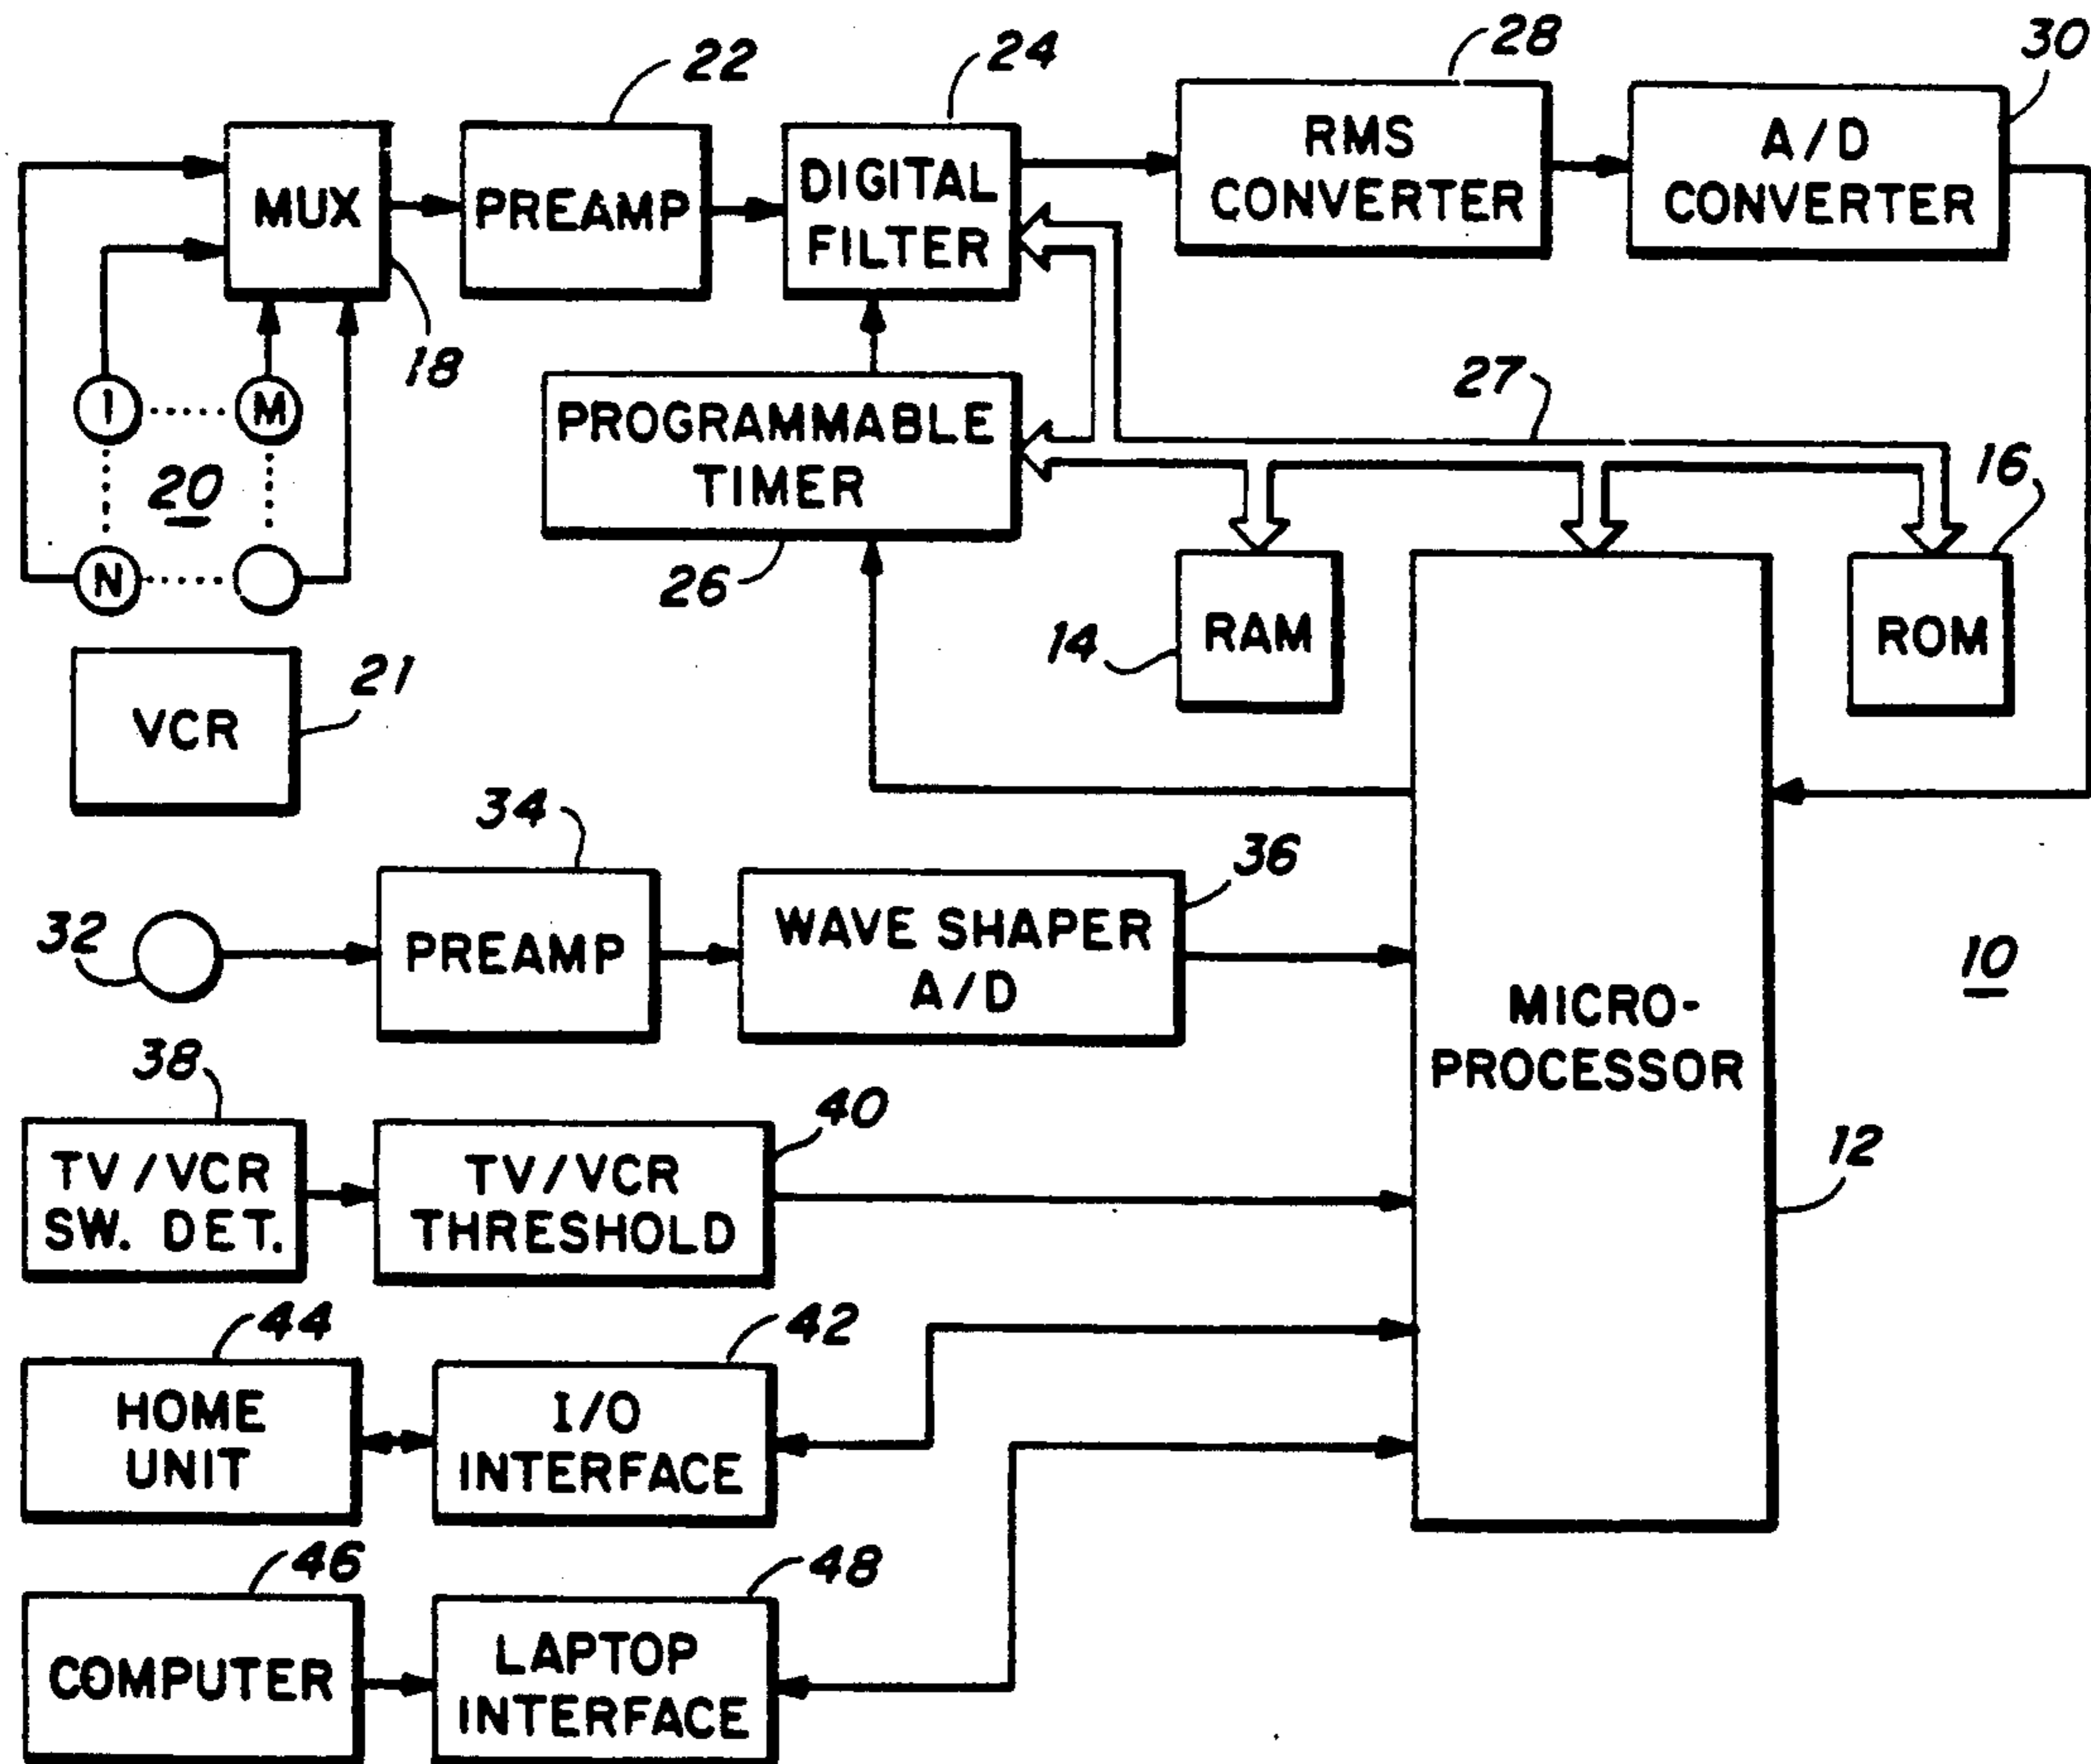 22
24
28
30
MUX
PREAMP
DIGITAL
FILTER
RMS
CONVERTER
A/D
CONVERTER
18
1
M
20
N
PROGRAMMABLE
TIMER
26
27
16
14
RAM
ROM
VCR
21
34
36
32
PREAMP
WAVE SHAPER
A/D
MICRO-
PROCESSOR
10
12
38
40
TV/VCR
SW. DET.
TV/VCR
THRESHOLD
44
42
HOME
UNIT
I/O
INTERFACE
46
48
COMPUTER
LAPTOP
INTERFACE